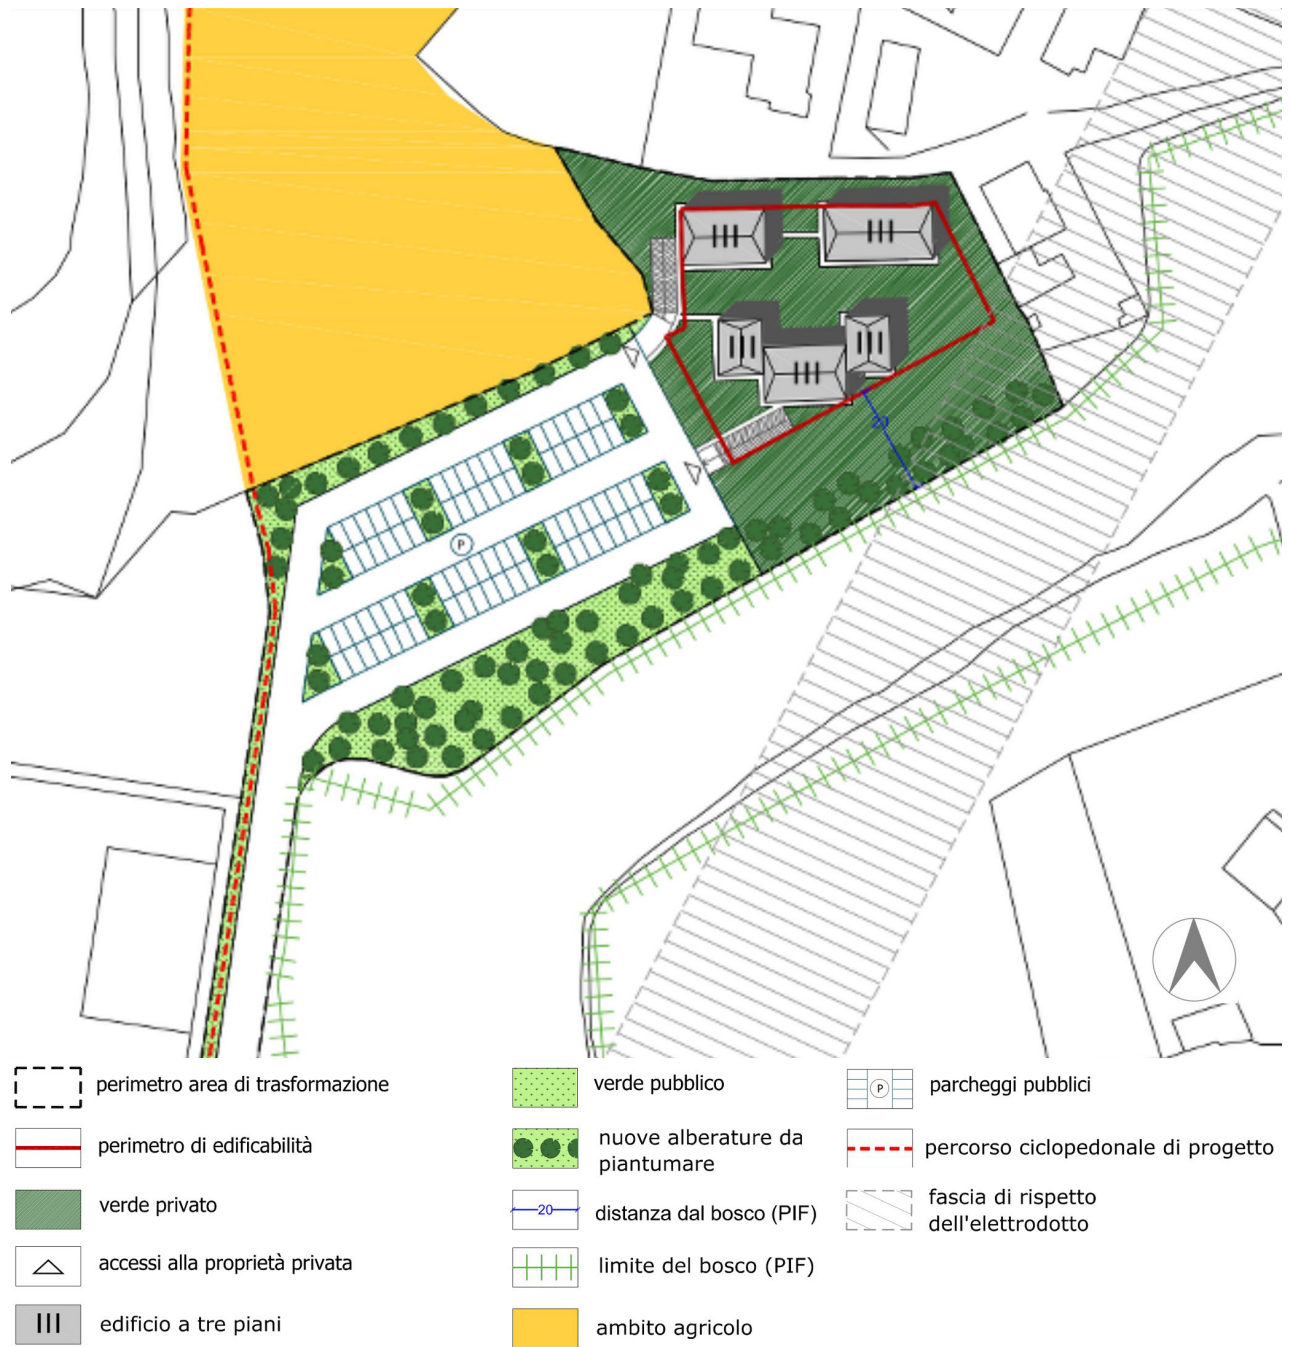 III
III
III
III
III
20
P
perimetro area di trasformazione
perimetro di edificabilità
verde privato
accessi alla proprietà privata
III
edificio a tre piani
verde pubblico
nuove alberature da
piantumare
20
distanza dal bosco (PIF)
limite del bosco (PIF)
ambito agricolo
P
parcheggi pubblici
percorso ciclopedonale di progetto
fascia di rispetto
dell'elettrodotto